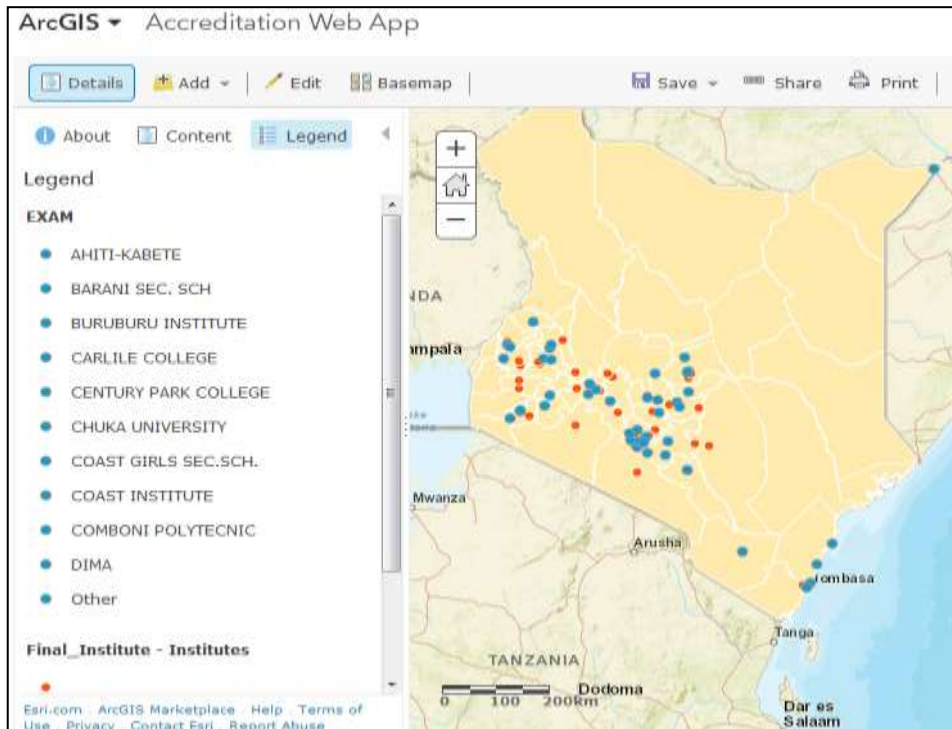 ArcGIS Accreditation Web App
Details Add Edit Basemap Save Share Print
About Content Legend
Legend
EXAM
AHITI-KABETE
BARANI SEC. SCH
BURUBURU INSTITUTE
CARLILE COLLEGE
CENTURY PARK COLLEGE
CHUKA UNIVERSITY
COAST GIRLS SEC.SCH.
COAST INSTITUTE
COMBONI POLYTECNIC
DIMA
Other
Final_Institute - Institutes
Esri.com . ArcGIS Marketplace . Help . Terms of
Use . Privacy . Contact Esri . Report Abuse
NDA
ampala
Mwanza
Arusha
ombasa
Tanga
TANZANIA
Dodoma
0 100 200km
Dar es
Salaam